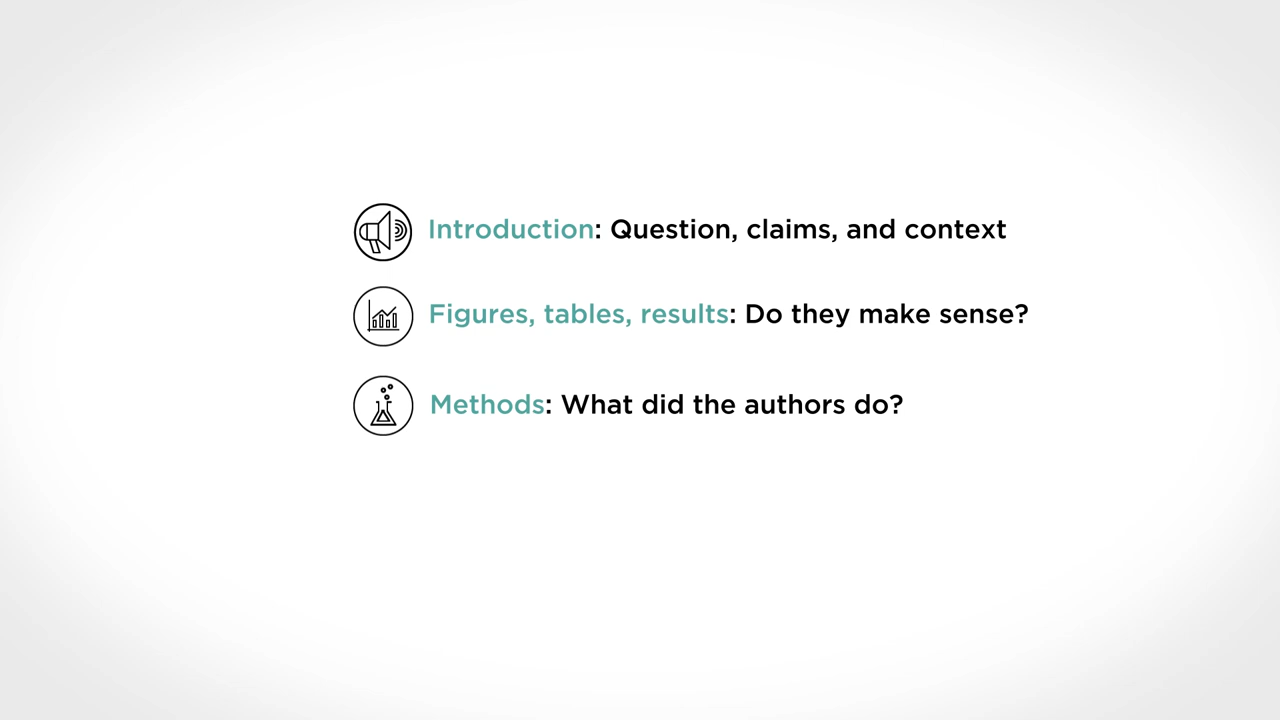 Introduction: Question, claims, and context
Figures, tables, results: Do they make sense?
Methods: What did the authors do?